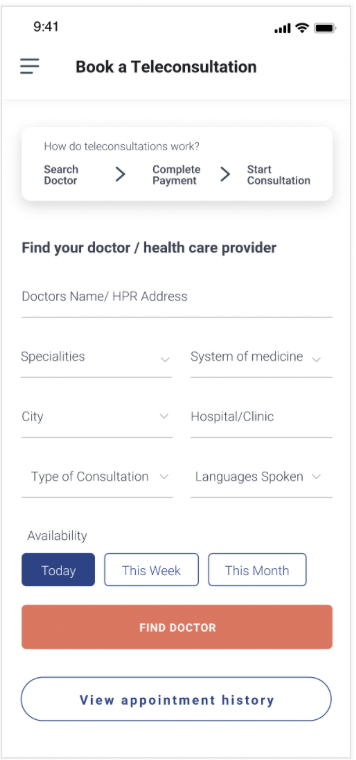 9:41
Book a Teleconsultation
How do teleconsultations work?
Search Doctor
Complete Payment
Start Consultation
Find your doctor / health care provider
Doctors Name/ HPR Address
Specialities
System of medicine
City
Hospital/Clinic
Type of Consultation
Languages Spoken
Availability
Today
This Week
This Month
FIND DOCTOR
View appointment history